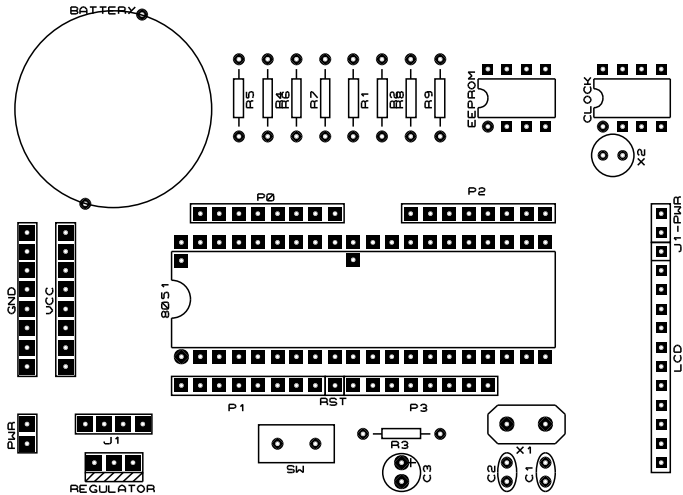 BATTERY
R5
R4
R6
R7
R1
R2
R8
R9
EEPROM
CLOCK
X2
P0
P2
J1-PWR
GND
VCC
8051
LCD
P1
RST
P3
PWR
J1
SW
R3
X1
C3
+
C2
C1
REGULATOR